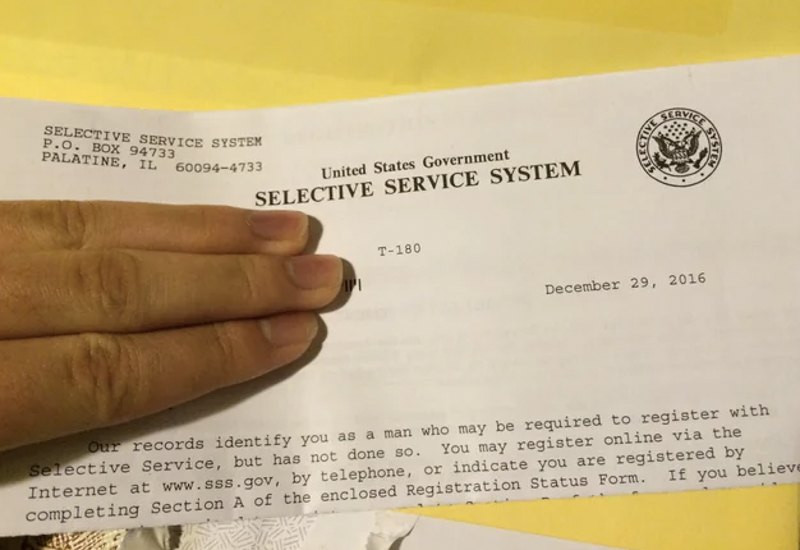 SELECTIVE SERVICE SYSTEM
P.O. BOX 94733
PALATINE, IL 60094-4733
United States Government
SELECTIVE SERVICE SYSTEM
SELECTIVE SERVICE SYSTEM
T-180
December 29, 2016
Our records identify you as a man who may be required to register with
Selective Service, but has not done so. You may register online via the
Internet at www.sss.gov, by telephone, or indicate you are registered by
completing Section A of the enclosed Registration Status Form. If you believe